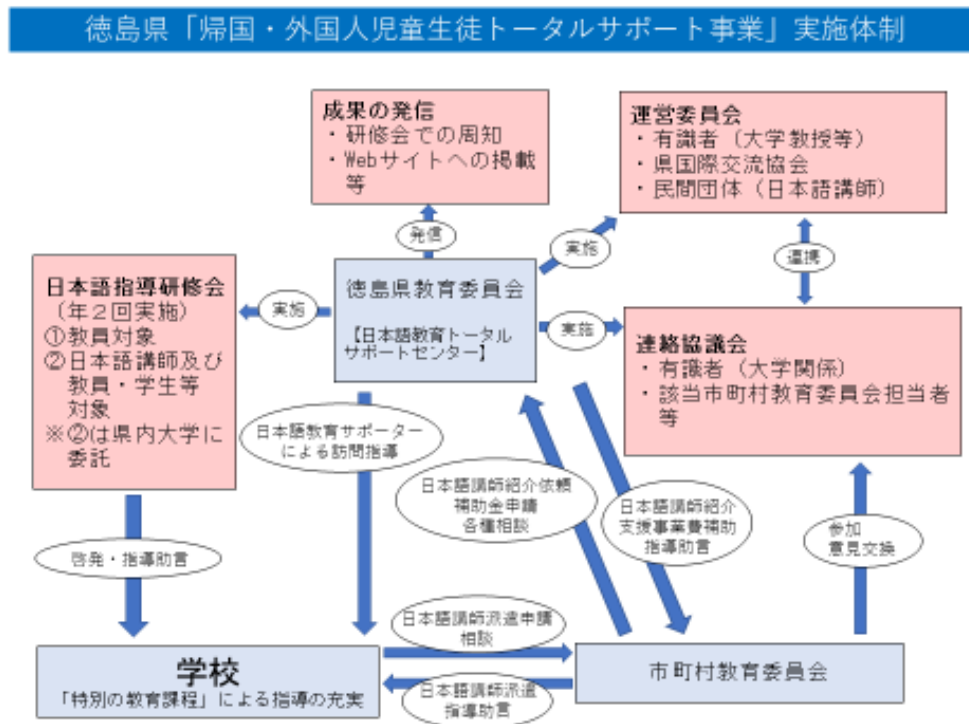 徳島県「帰国・外国人児童生徒トータルサポート事業」実施体制
成果の発信
・研修会での周知
・Webサイトへの掲載
等
運営委員会
・有識者（大学教授等）
・県国際交流協会
・民間団体（日本語講師）
発信
実施
連携
日本語指導研修会
（年２回実施）
①教員対象
②日本語講師及び
教員・学生等
対象
※②は県内大学に
委託
実施
徳島県教育委員会
【日本語教育トータル
サポートセンター】
実施
連絡協議会
・有識者（大学関係）
・該当市町村教育委員会担当者
等
日本語教育サポーター
による訪問指導
日本語講師紹介依頼
補助金申請
各種相談
日本語講師紹介
支援事業費補助
指導助言
参加
意見交換
啓発・指導助言
日本語講師派遣申請
相談
学校
「特別の教育課程」による指導の充実
市町村教育委員会
日本語講師派遣
指導助言